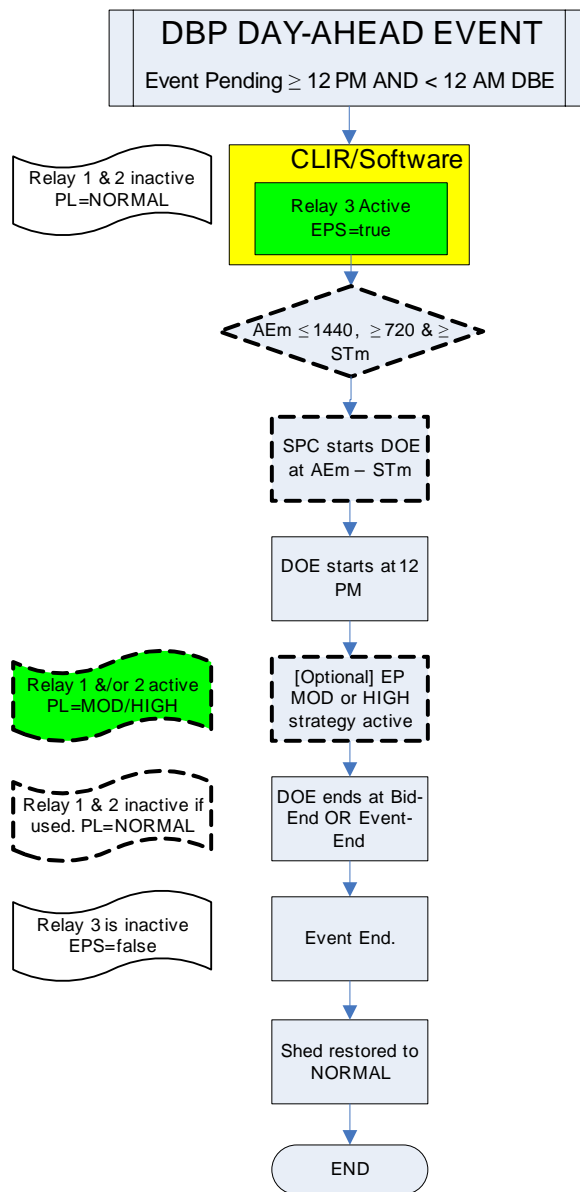 DBP DAY-AHEAD EVENT
Event Pending ≥ 12 PM AND < 12 AM DBE
Relay 1 & 2 inactive
PL=NORMAL
CLIR/Software
Relay 3 Active
EPS=true
AEm ≤ 1440, ≥ 720 & ≥
STm
SPC starts DOE
at AEm – STm
DOE starts at 12
PM
Relay 1 &/or 2 active
PL=MOD/HIGH
[Optional] EP
MOD or HIGH
strategy active
Relay 1 & 2 inactive if
used. PL=NORMAL
DOE ends at Bid-
End OR Event-
End
Relay 3 is inactive
EPS=false
Event End.
Shed restored to
NORMAL
END